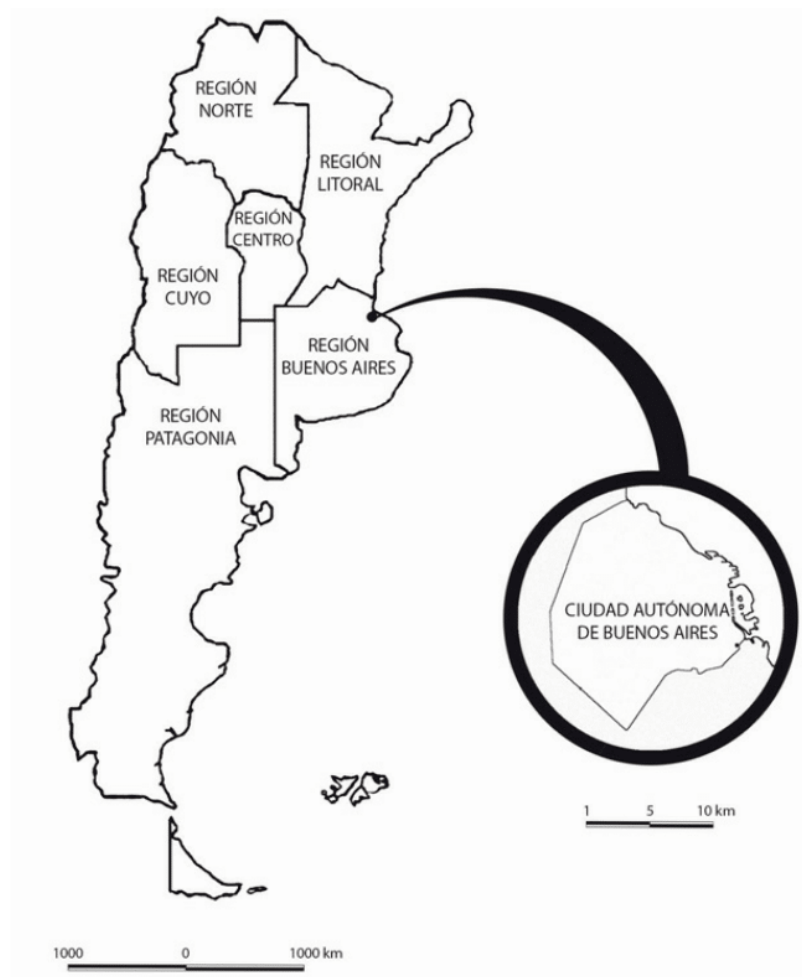 REGIÓN
NORTE
REGIÓN
LITORAL
REGIÓN
CENTRO
REGIÓN
CUYO
REGIÓN
BUENOS AIRES
REGIÓN
PATAGONIA
CIUDAD AUTÓNOMA
DE BUENOS AIRES
1 5 10 km
1000 0 1000 km